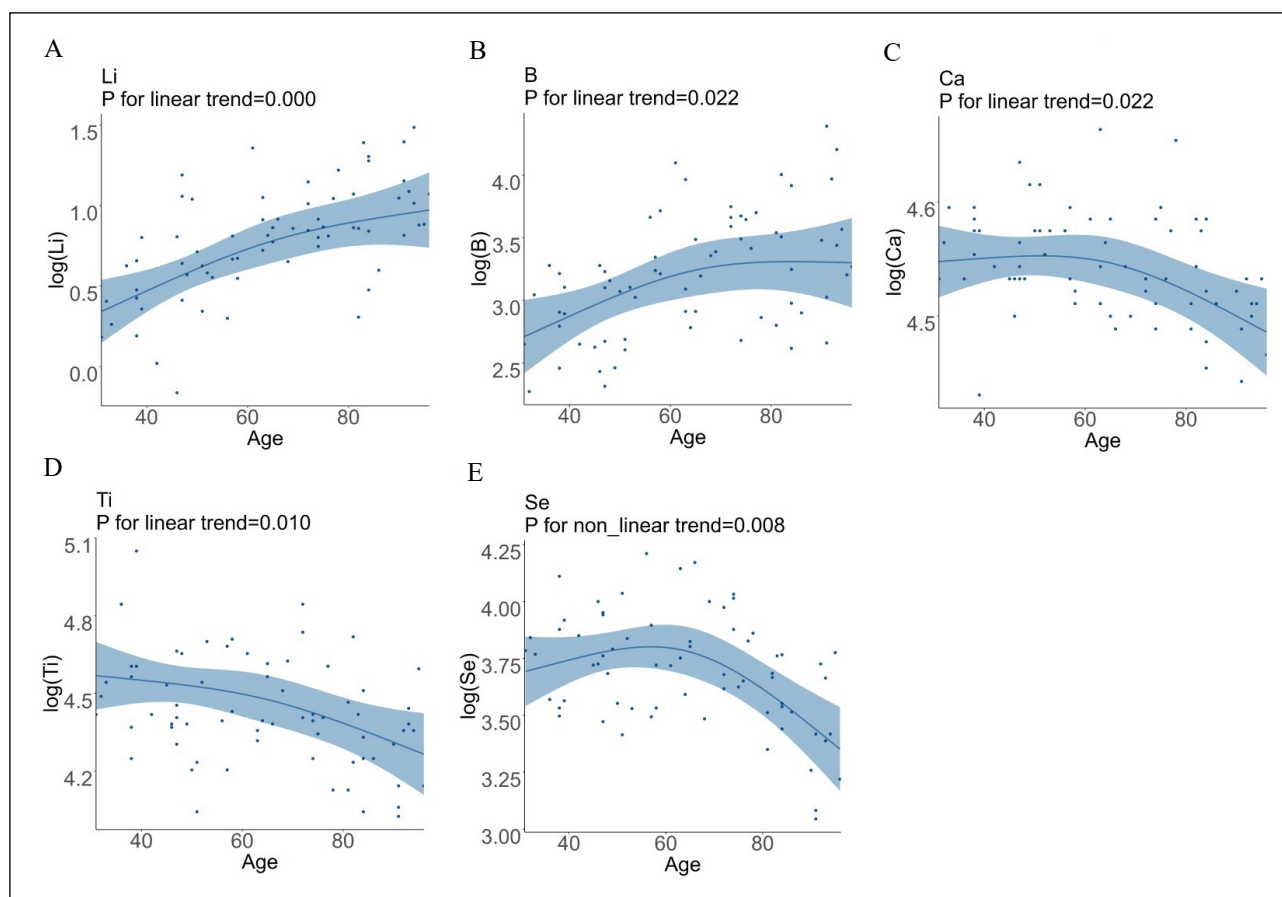 A
Li
P for linear trend=0.000
log(Li)
1.5
1.0
0.5
0.0
40 60 80
Age
B
B
P for linear trend=0.022
log(B)
4.0
3.5
3.0
2.5
40 60 80
Age
C
Ca
P for linear trend=0.022
log(Ca)
4.6
4.5
40 60 80
Age
D
Ti
P for linear trend=0.010
log(Ti)
5.1
4.8
4.5
4.2
40 60 80
Age
E
Se
P for non_linear trend=0.008
log(Se)
4.25
4.00
3.75
3.50
3.25
3.00
40 60 80
Age